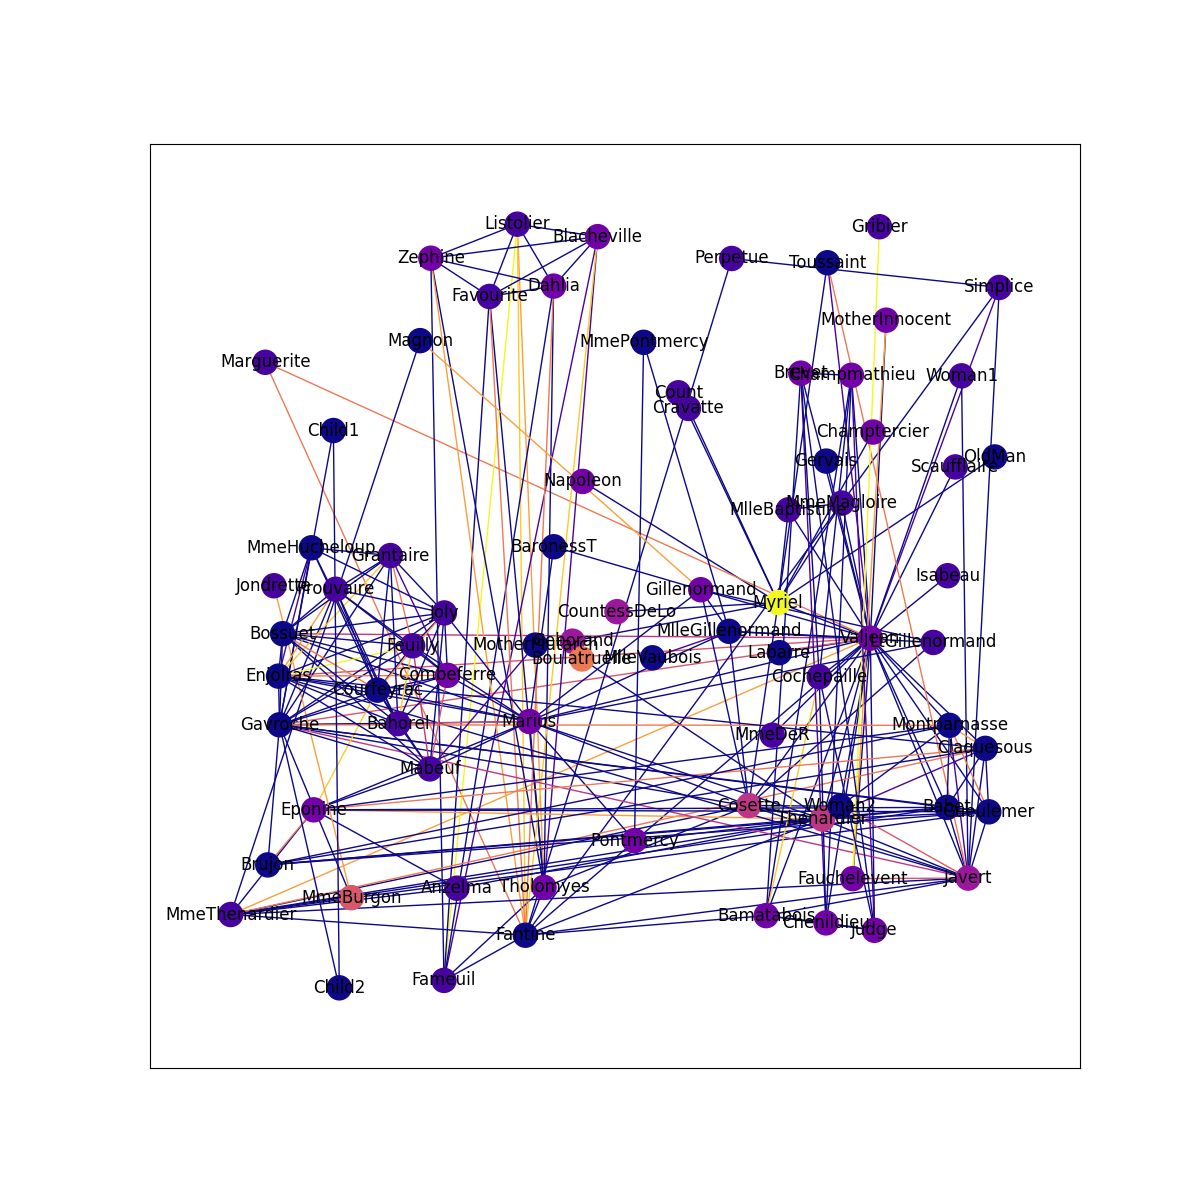 Listolier
Gribier
Blacheville
Zephine
Perpetue
Toussaint
Dahlia
Simplice
Favourite
MotherInnocent
Magnon
MmePontmercy
Marguerite
Brevet
Champmathieu
Woman1
Count
Cravatte
Child1
Champtercier
Gervais
OldMan
Scaufflaire
Napoleon
MmeMagloire
MlleBaptistine
MmeHucheloup
BaronessT
Grantaire
Isabeau
Jondrette
Prouvaire
Gillenormand
Myriel
Joly
CountessDeLo
Bossuet
MlleGillenormand
Valjean
LtGillenormand
Feuilly
MotherPlutarch
Labarre
Boulatruelle
MlleVaubois
Enjolras
Combeferre
Cochepaille
Courfeyrac
Gavroche
Bahorel
Marius
Montparnasse
MmeDeR
Claquesous
Mabeuf
Cosette
Woman2
Babet
Eponine
Gueulemer
Thenardier
Pontmercy
Brujon
Fauchelevent
Javert
Anzelma
Tholomyes
MmeBurgon
MmeThenardier
Bamatabois
Chenildieu
Judge
Fantine
Fameuil
Child2